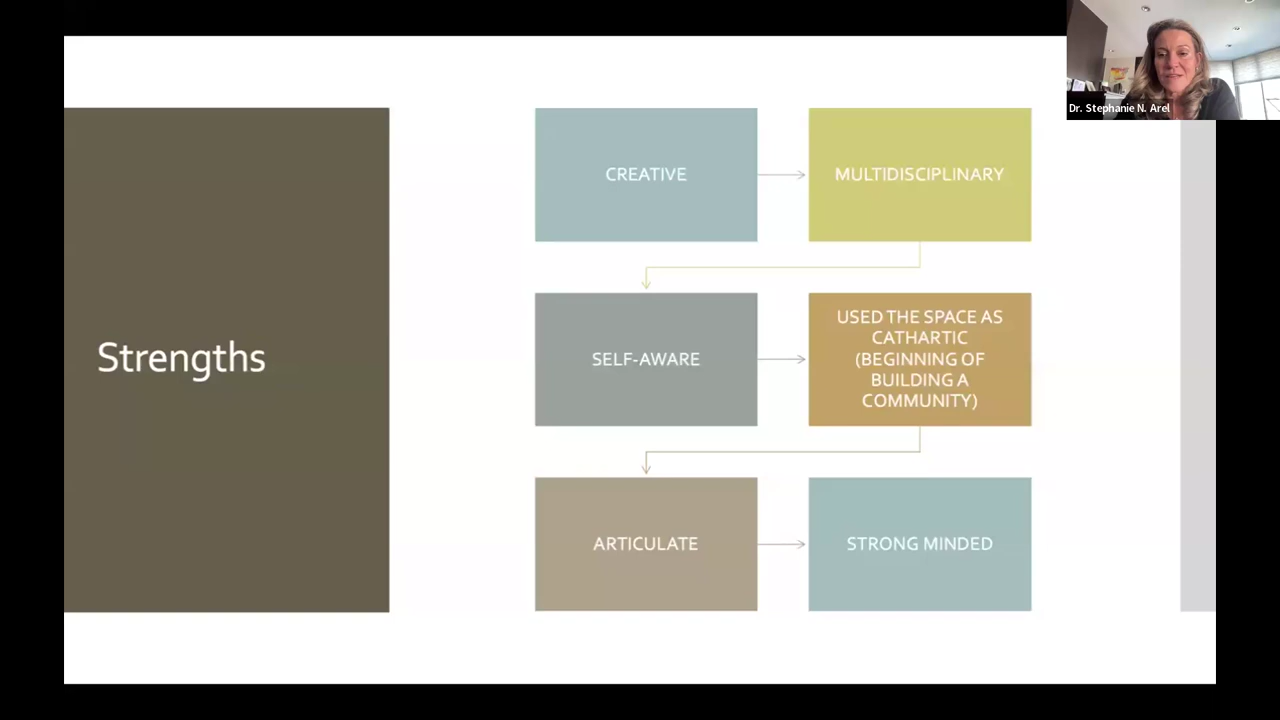 Dr. Stephanie N. Arel
Strengths
CREATIVE
MULTIDISCIPLINARY
SELF-AWARE
USED THE SPACE AS
CATHARTIC
(BEGINNING OF
BUILDING A
COMMUNITY)
ARTICULATE
STRONG MINDED